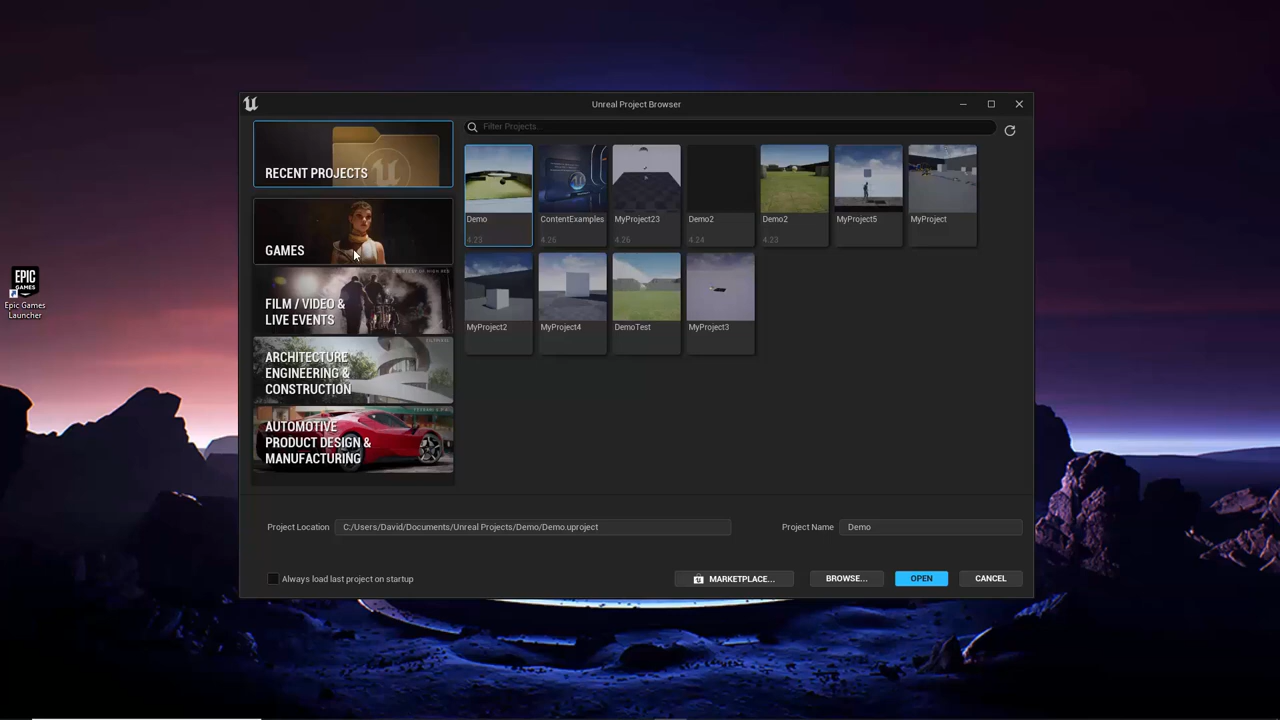 Unreal Project Browser
RECENT PROJECTS
GAMES
FILM / VIDEO &
LIVE EVENTS
ARCHITECTURE
ENGINEERING &
CONSTRUCTION
AUTOMOTIVE
PRODUCT DESIGN &
MANUFACTURING
Filter Projects...
Demo
4.23
ContentExamples
4.26
MyProject23
4.26
Demo2
4.24
Demo2
4.23
MyProject5
MyProject
MyProject2
MyProject4
DemoTest
MyProject3
Project Location
C:/Users/David/Documents/Unreal Projects/Demo/Demo.uproject
Project Name
Demo
Always load last project on startup
MARKETPLACE...
BROWSE...
OPEN
CANCEL
EPIC
GAMES
Epic Games
Launcher